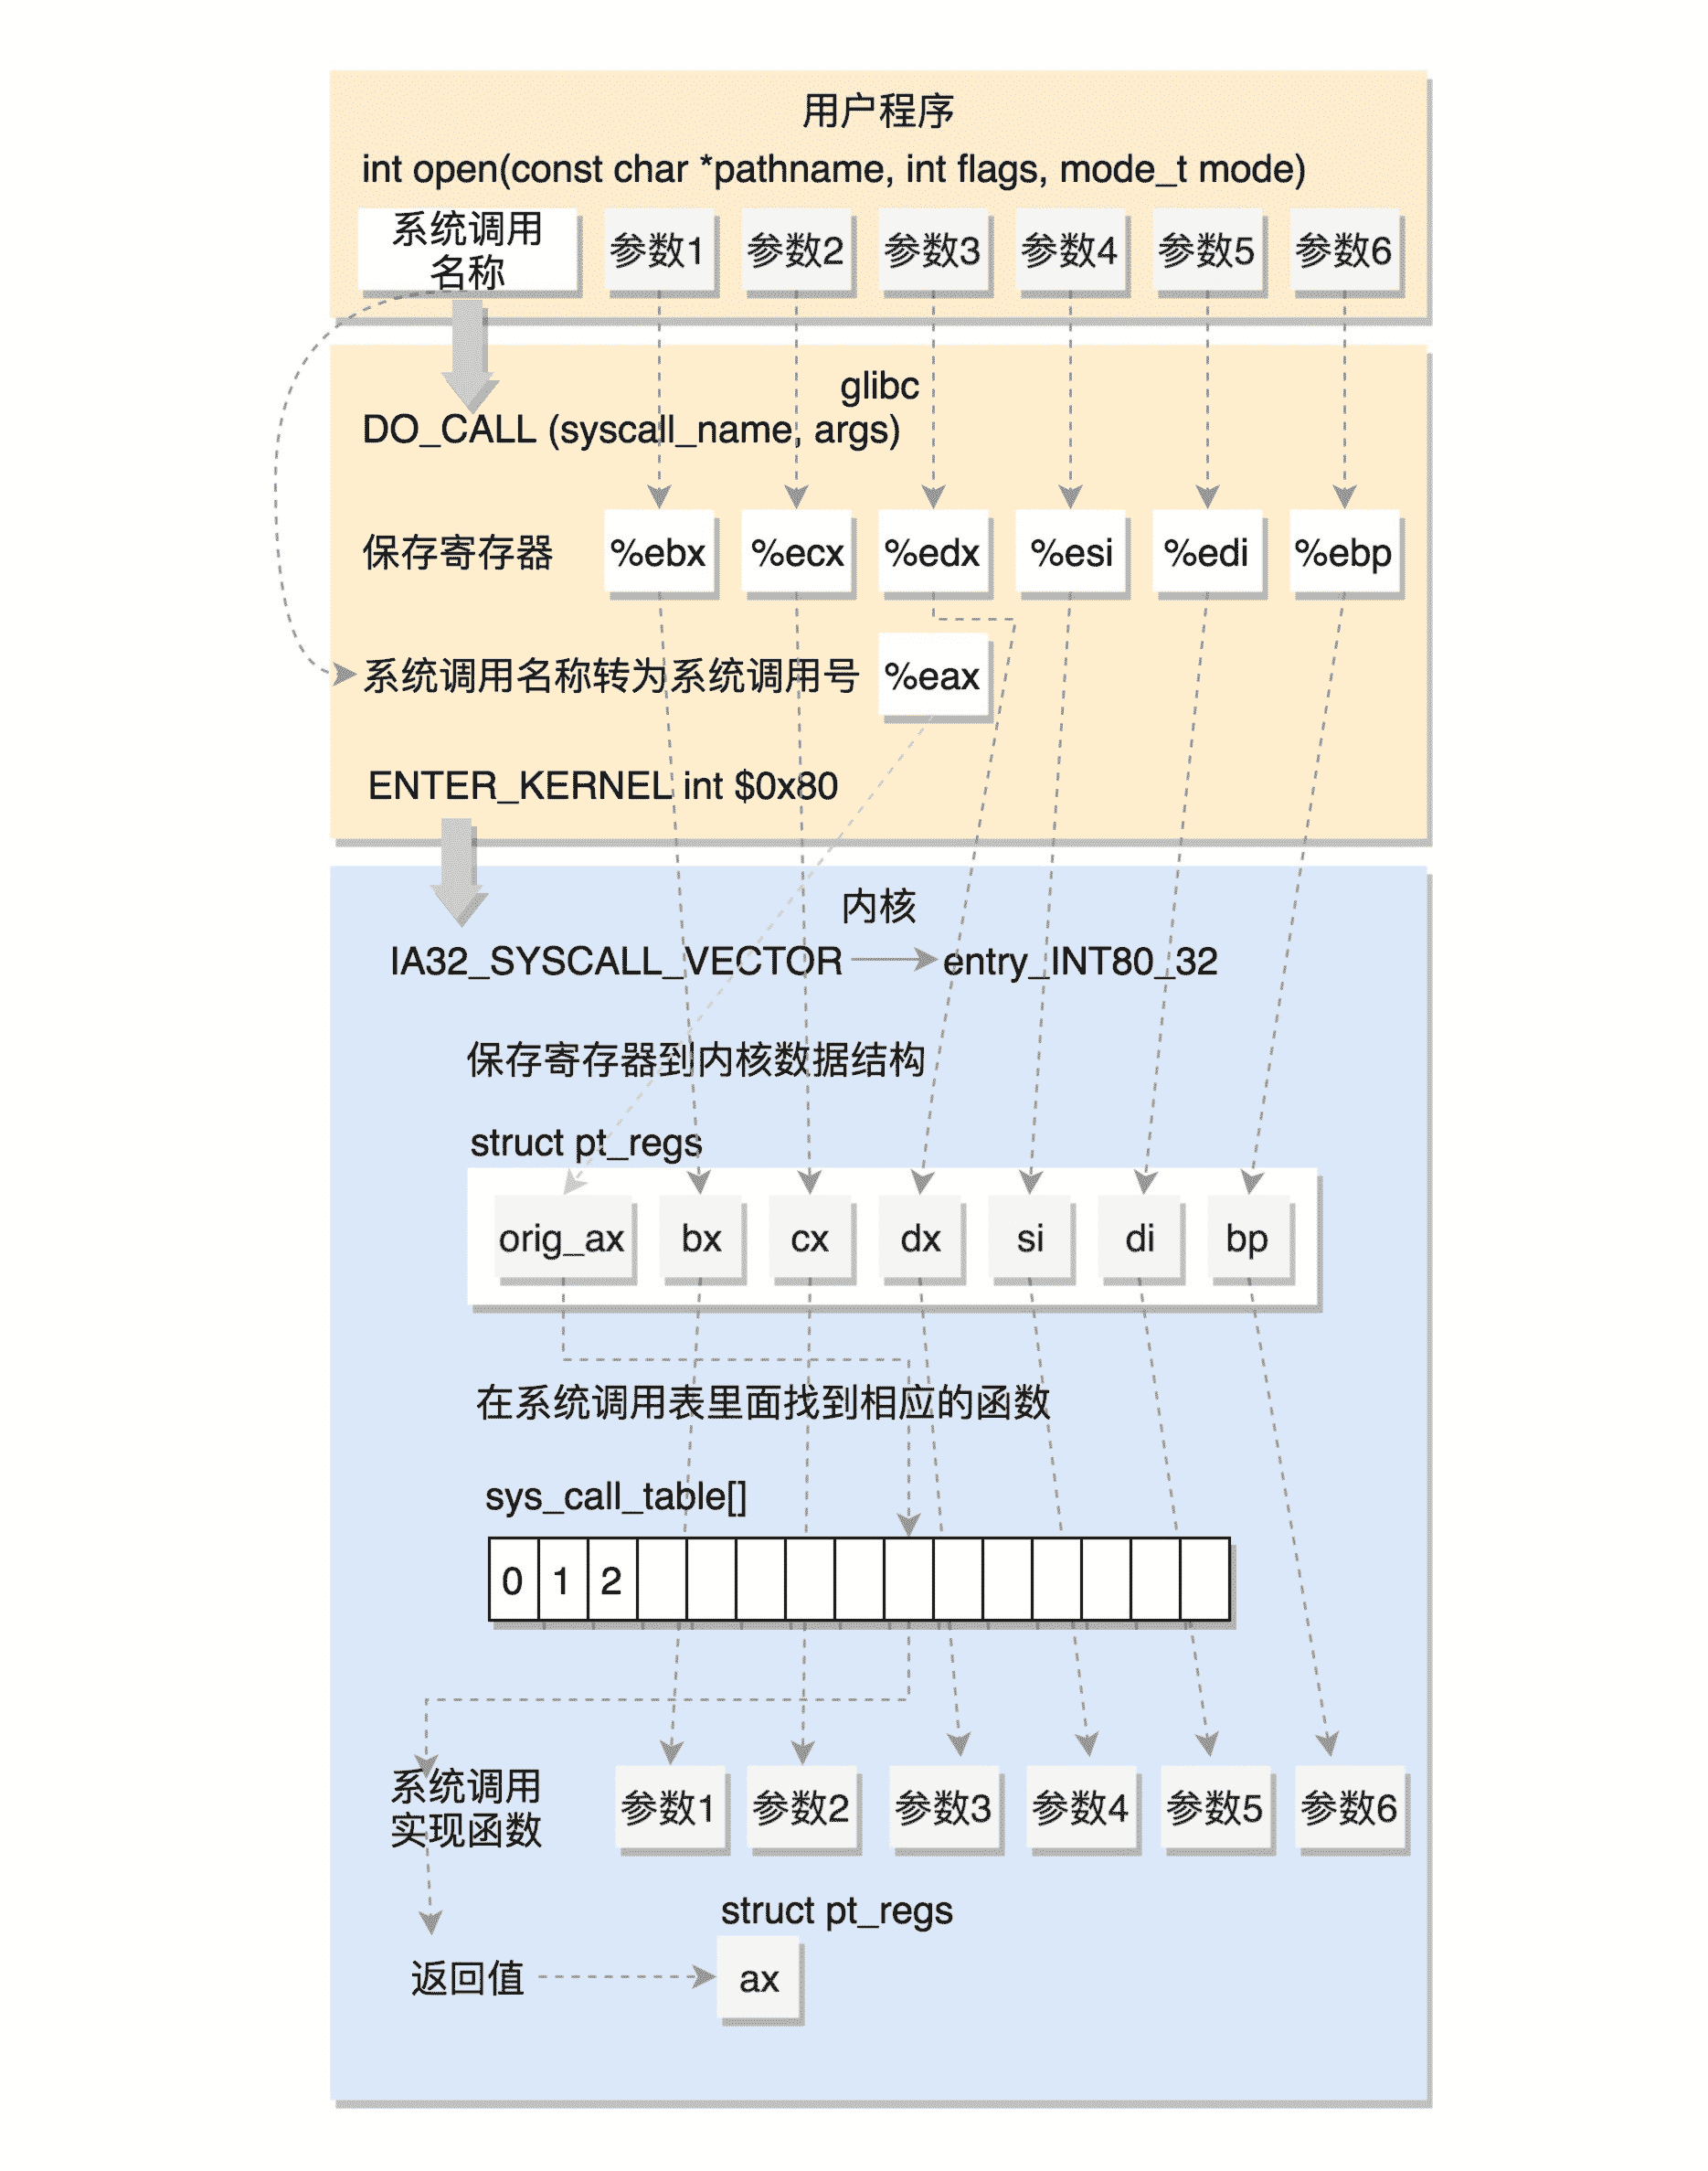 用户程序
int open(const char *pathname, int flags, mode_t mode)
系统调用
名称
参数1
参数2
参数3
参数4
参数5
参数6
glibc
DO_CALL (syscall_name, args)
保存寄存器
%ebx
%ecx
%edx
%esi
%edi
%ebp
系统调用名称转为系统调用号
%eax
ENTER_KERNEL int $0x80
内核
IA32_SYSCALL_VECTOR
entry_INT80_32
保存寄存器到内核数据结构
struct pt_regs
orig_ax
bx
cx
dx
si
di
bp
在系统调用表里面找到相应的函数
sys_call_table[]
0
1
2
系统调用
实现函数
参数1
参数2
参数3
参数4
参数5
参数6
struct pt_regs
返回值
ax